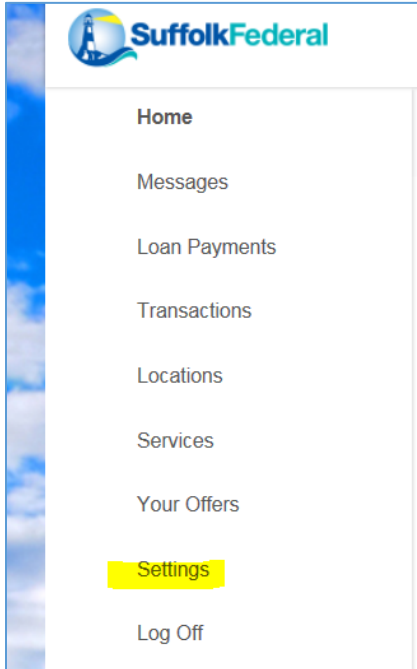 SuffolkFederal
Home
Messages
Loan Payments
Transactions
Locations
Services
Your Offers
Settings
Log Off